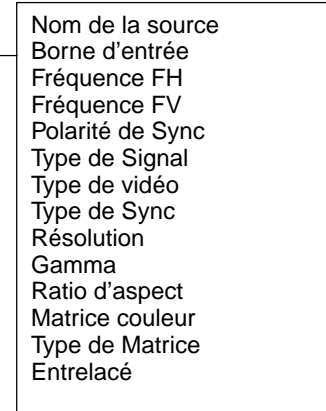 Nom de la source
Borne d'entrée
Fréquence FH
Fréquence FV
Polarité de Sync
Type de Signal
Type de vidéo
Type de Sync
Résolution
Gamma
Ratio d'aspect
Matrice couleur
Type de Matrice
Entrelacé